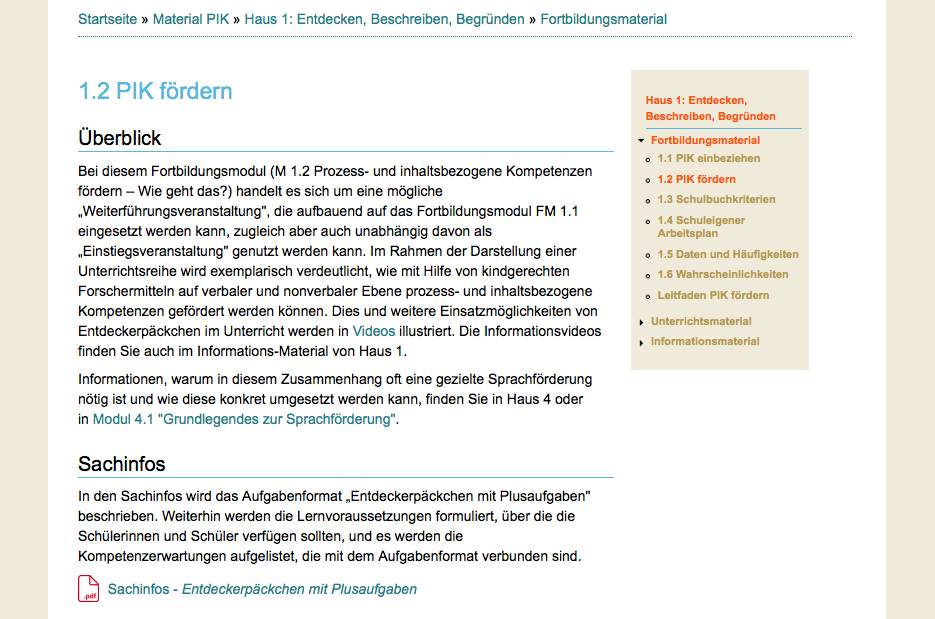 Startseite » Material PIK » Haus 1: Entdecken, Beschreiben, Begründen » Fortbildungsmaterial
1.2 PIK fördern
Überblick
Bei diesem Fortbildungsmodul (M 1.2 Prozess- und inhaltsbezogene Kompetenzen
fördern – Wie geht das?) handelt es sich um eine mögliche
„Weiterführungsveranstaltung", die aufbauend auf das Fortbildungsmodul FM 1.1
eingesetzt werden kann, zugleich aber auch unabhängig davon als
„Einstiegsveranstaltung" genutzt werden kann. Im Rahmen der Darstellung einer
Unterrichtsreihe wird exemplarisch verdeutlicht, wie mit Hilfe von kindgerechten
Forschermitteln auf verbaler und nonverbaler Ebene prozess- und inhaltsbezogene
Kompetenzen gefördert werden können. Dies und weitere Einsatzmöglichkeiten von
Entdeckerpäckchen im Unterricht werden in Videos illustriert. Die Informationsvideos
finden Sie auch im Informations-Material von Haus 1.
Informationen, warum in diesem Zusammenhang oft eine gezielte Sprachförderung
nötig ist und wie diese konkret umgesetzt werden kann, finden Sie in Haus 4 oder
in Modul 4.1 "Grundlegendes zur Sprachförderung".
Sachinfos
In den Sachinfos wird das Aufgabenformat „Entdeckerpäckchen mit Plusaufgaben"
beschrieben. Weiterhin werden die Lernvoraussetzungen formuliert, über die die
Schülerinnen und Schüler verfügen sollten, und es werden die
Kompetenzerwartungen aufgelistet, die mit dem Aufgabenformat verbunden sind.
.pdf Sachinfos - Entdeckerpäckchen mit Plusaufgaben
Haus 1: Entdecken,
Beschreiben, Begründen
Fortbildungsmaterial
1.1 PIK einbeziehen
1.2 PIK fördern
1.3 Schulbuchkriterien
1.4 Schuleigener
Arbeitsplan
1.5 Daten und Häufigkeiten
1.6 Wahrscheinlichkeiten
Leitfaden PIK fördern
Unterrichtsmaterial
Informationsmaterial